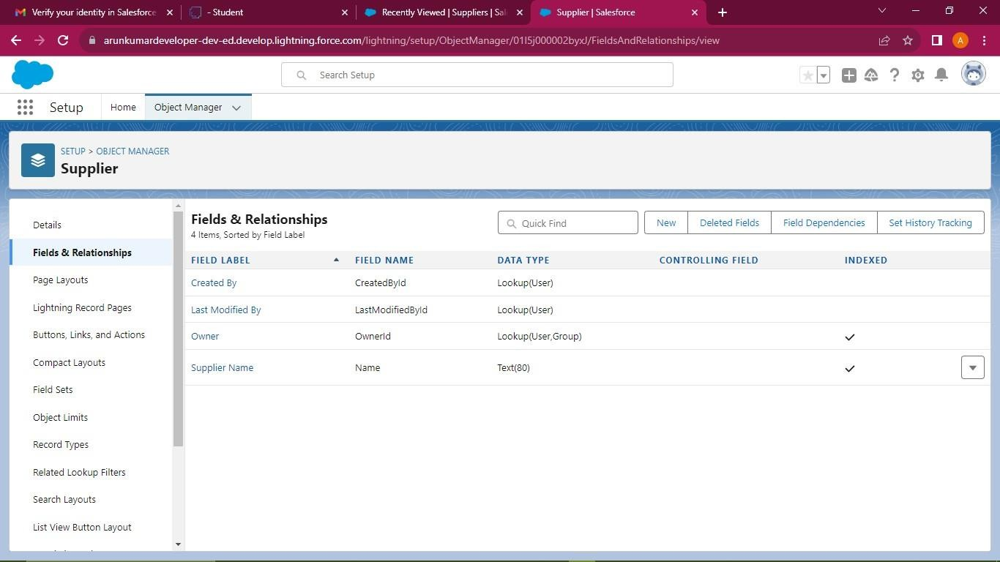 Verify your identity in Salesforce
- Student
Recently Viewed | Suppliers | Sal
Supplier | Salesforce
arunkumardeveloper-dev-ed.develop.lightning.force.com/lightning/setup/ObjectManager/01I5j000002byxJ/FieldsAndRelationships/view
A
Search Setup
Setup
Home
Object Manager
SETUP > OBJECT MANAGER
Supplier
Details
Fields & Relationships
Page Layouts
Lightning Record Pages
Buttons, Links, and Actions
Compact Layouts
Field Sets
Object Limits
Record Types
Related Lookup Filters
Search Layouts
List View Button Layout
Fields & Relationships
4 Items, Sorted by Field Label
Quick Find
New
Deleted Fields
Field Dependencies
Set History Tracking
FIELD LABEL FIELD NAME DATA TYPE CONTROLLING FIELD INDEXED
Created By CreatedById Lookup(User)
Last Modified By LastModifiedById Lookup(User)
Owner OwnerId Lookup(User,Group)
Supplier Name Name Text(80)